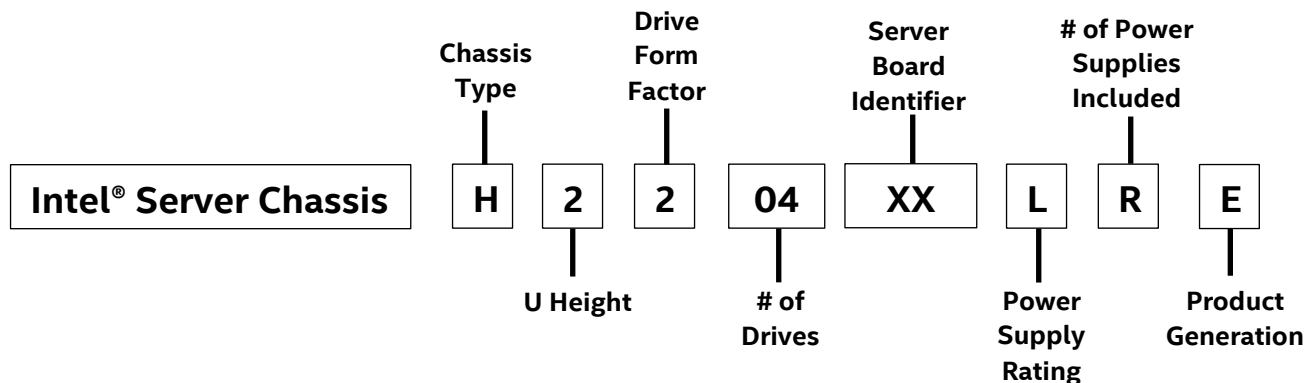 Chassis
Type
Drive
Form
Factor
Server
Board
Identifier
# of Power
Supplies
Included
Intel® Server Chassis H 2 2 04 XX L R E
U Height
# of
Drives
Power
Supply
Rating
Product
Generation